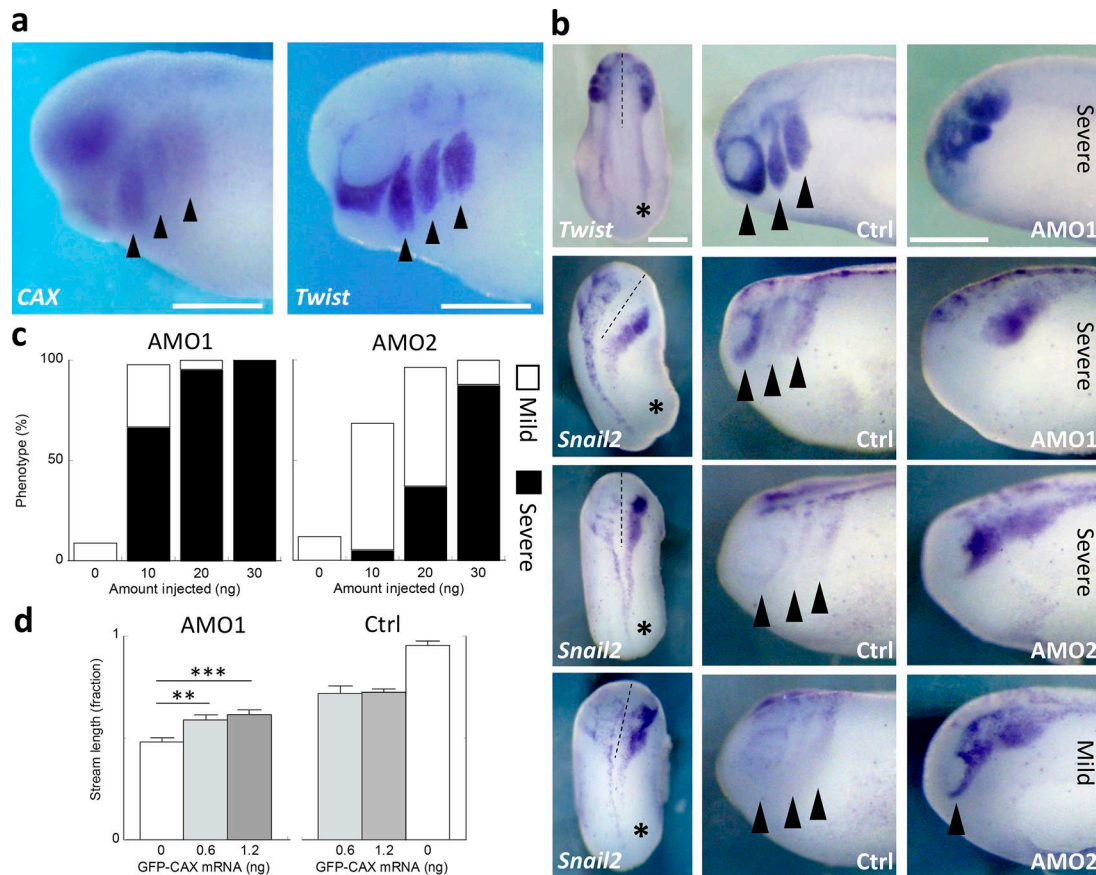 a
CAX
Twist
b
Twist
Ctrl
Severe
AMO1
*
Snail2
Ctrl
Severe
AMO1
*
Snail2
Ctrl
Severe
AMO2
*
Snail2
Ctrl
Mild
AMO2
*
c
AMO1
AMO2
100
50
0
Phenotype (%)
0 10 20 30
Amount injected (ng)
0 10 20 30
Amount injected (ng)
Mild
Severe
d
AMO1
Ctrl
1
***
**
Stream length (fraction)
1
0 0.6 1.2
GFP-CAX mRNA (ng)
0.6 1.2 0
GFP-CAX mRNA (ng)